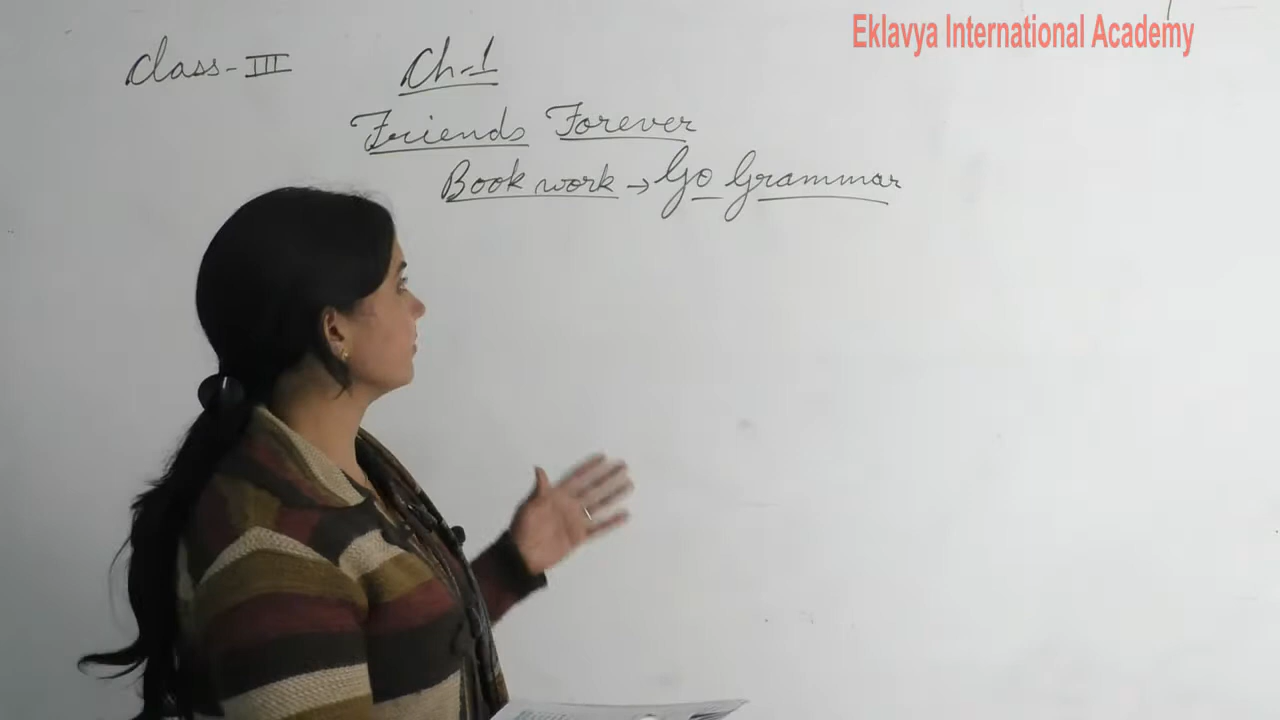 Eklavya International Academy
Class-III Ch-1
Friends Forever
Book work → Go Grammar